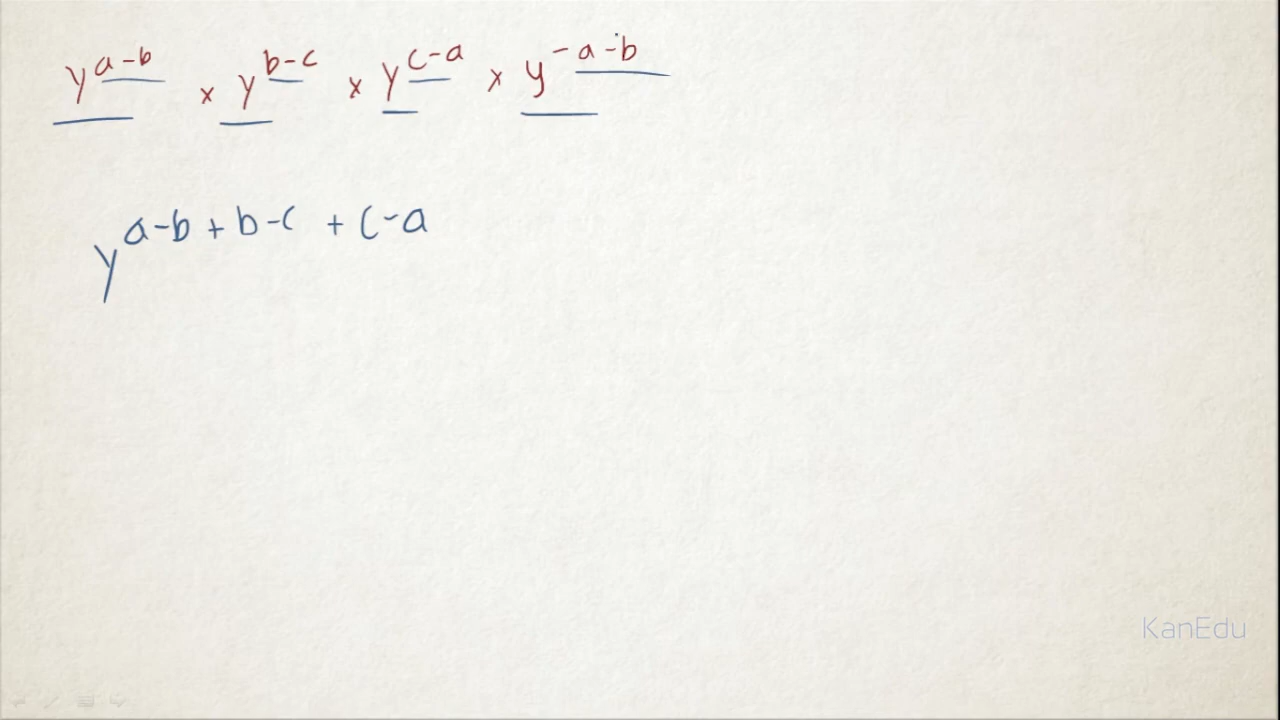 y^{a-b} × y^{b-c} × y^{c-a} × y^{-a-b}
y^{a-b+b-c+c-a}
KanEdu